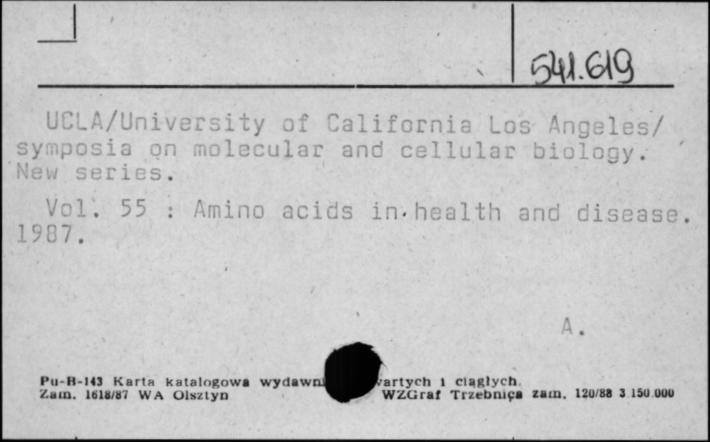 541.619
UCLA/University of California Los Angeles/
symposia on molecular and cellular biology.
New series.
Vol. 55 : Amino acids in health and disease.
1987.
A.
Pu-B-143 Karta katalogowa wydawn artych i ciągłych.
Zam. 1618/87 WA Olsztyn WZGraf Trzebnica zam. 120/88 3.150.000